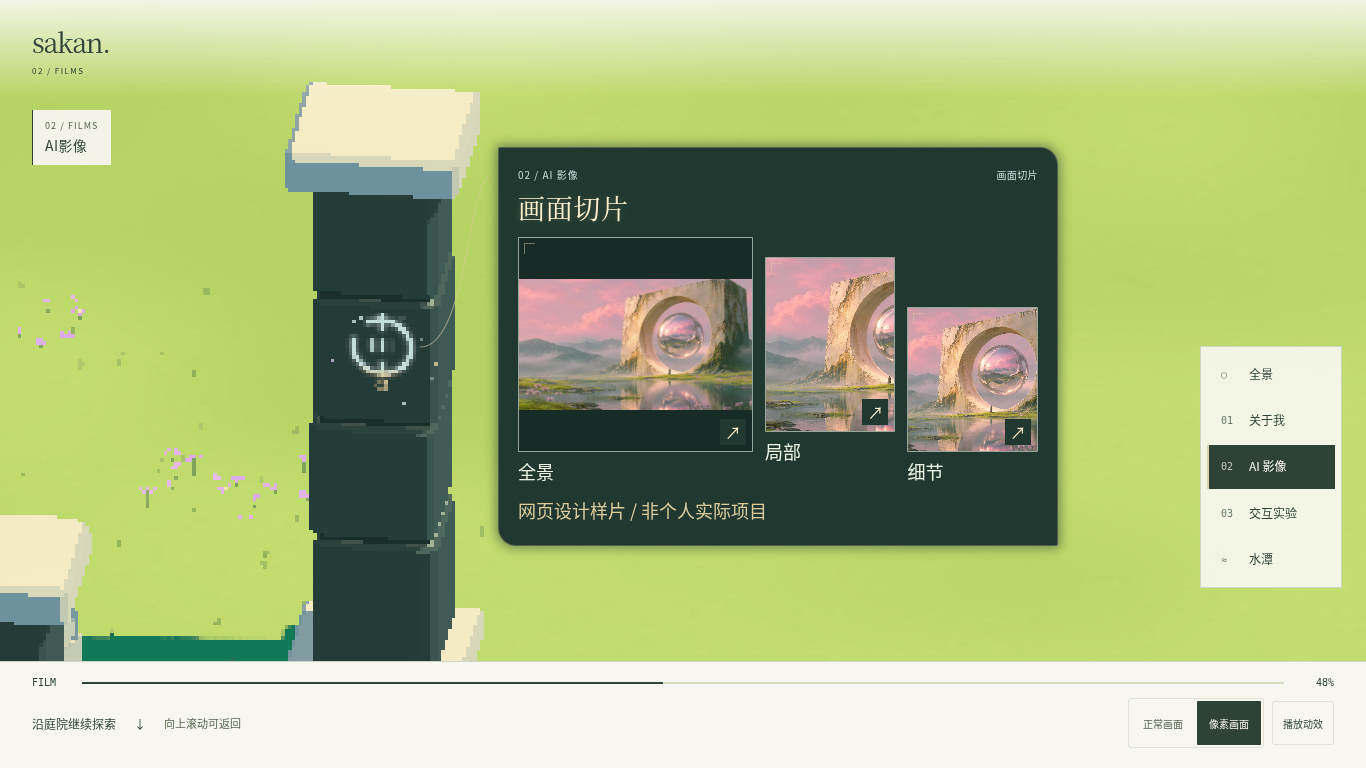 sakan.
02 / FILMS
02 / FILMS
AI影像
02 / AI 影像
画面切片
画面切片
全景
局部
细节
网页设计样片 / 非个人实际项目
全景
01 关于我
02 AI 影像
03 交互实验
≈ 水潭
FILM
48%
沿庭院继续探索 ↓ 向上滚动可返回
正常画面
像素画面
播放动效